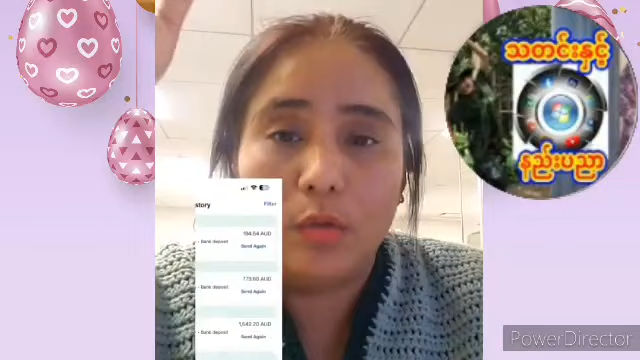 သတင်းနှင့်
နည်းပညာ
story
Filter
194.54 AUD
- Bank deposit
Send Again
773.60 AUD
- Bank deposit
Send Again
1,542.20 AUD
- Bank deposit
Send Again
PowerDirector